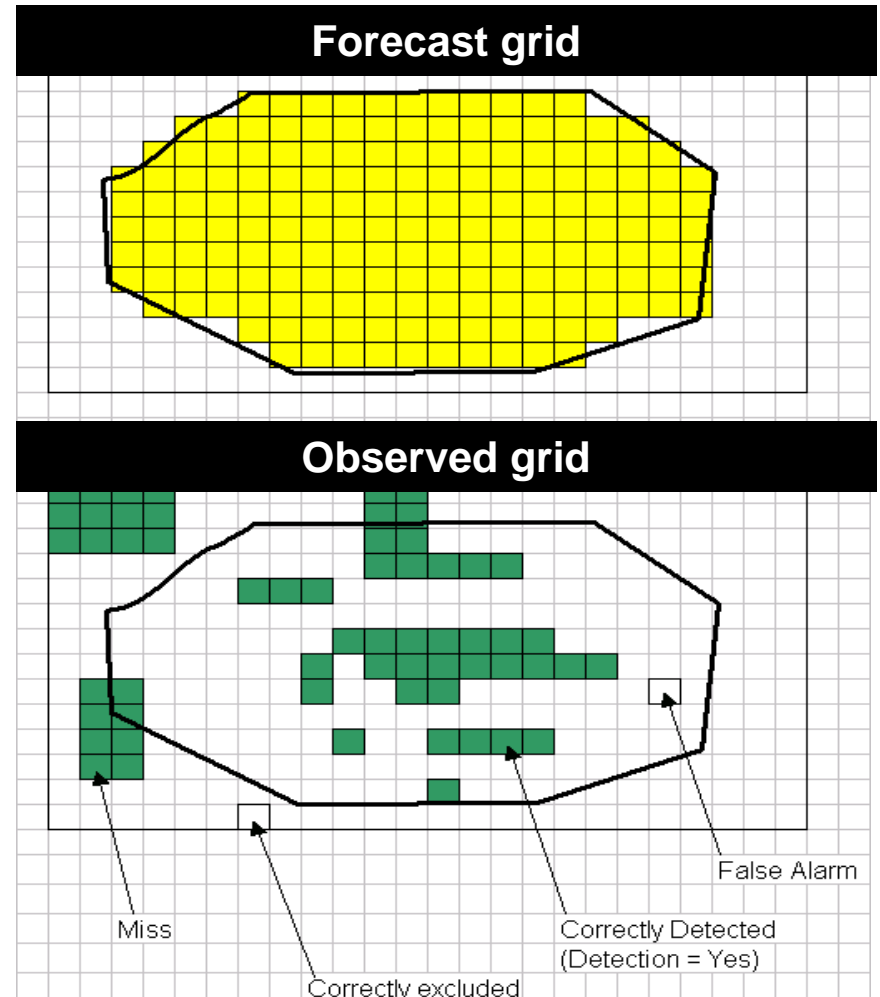 Forecast grid
Observed grid
False Alarm
Miss
Correctly Detected
(Detection = Yes)
Correctly excluded